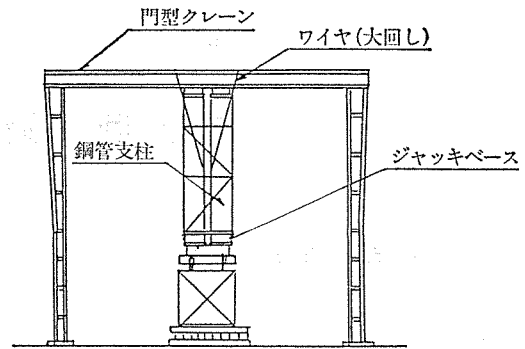 門型クレーン
ワイヤ(大回し)
鋼管支柱
ジャッキベース